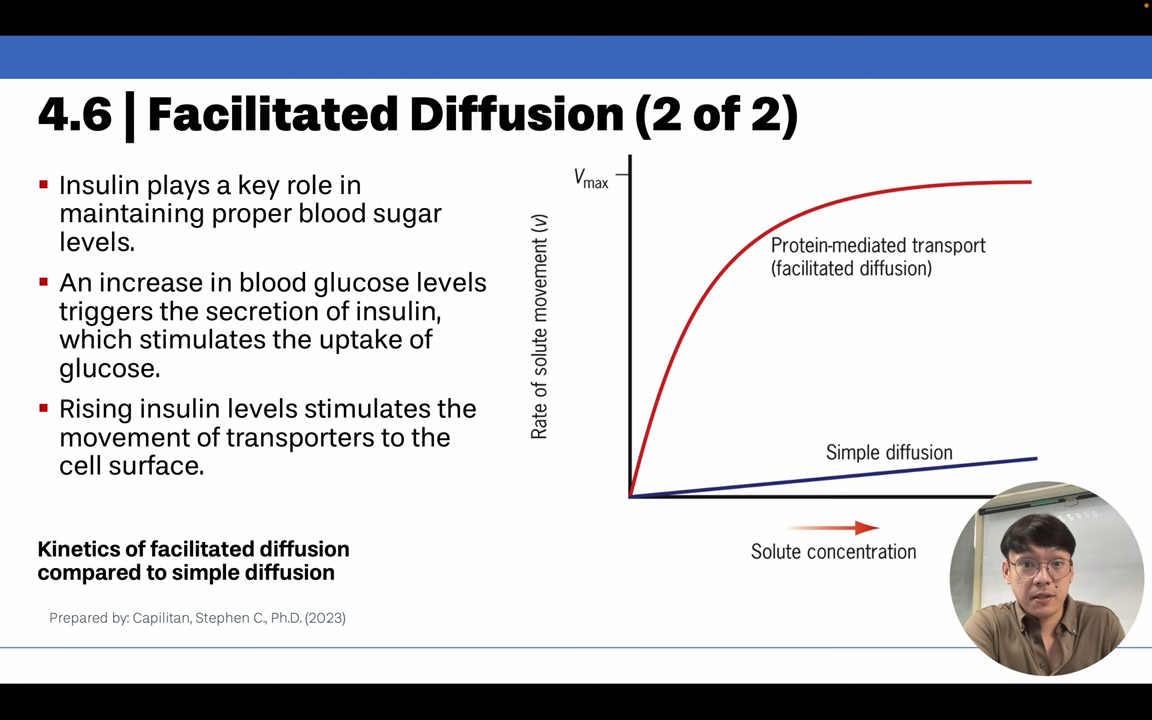 4.6 | Facilitated Diffusion (2 of 2)
▪ Insulin plays a key role in
maintaining proper blood sugar
levels.
▪ An increase in blood glucose levels
triggers the secretion of insulin,
which stimulates the uptake of
glucose.
▪ Rising insulin levels stimulates the
movement of transporters to the
cell surface.
Kinetics of facilitated diffusion
compared to simple diffusion
Prepared by: Capilitan, Stephen C., Ph.D. (2023)
Vmax
Rate of solute movement (v)
Protein-mediated transport
(facilitated diffusion)
Simple diffusion
Solute concentration